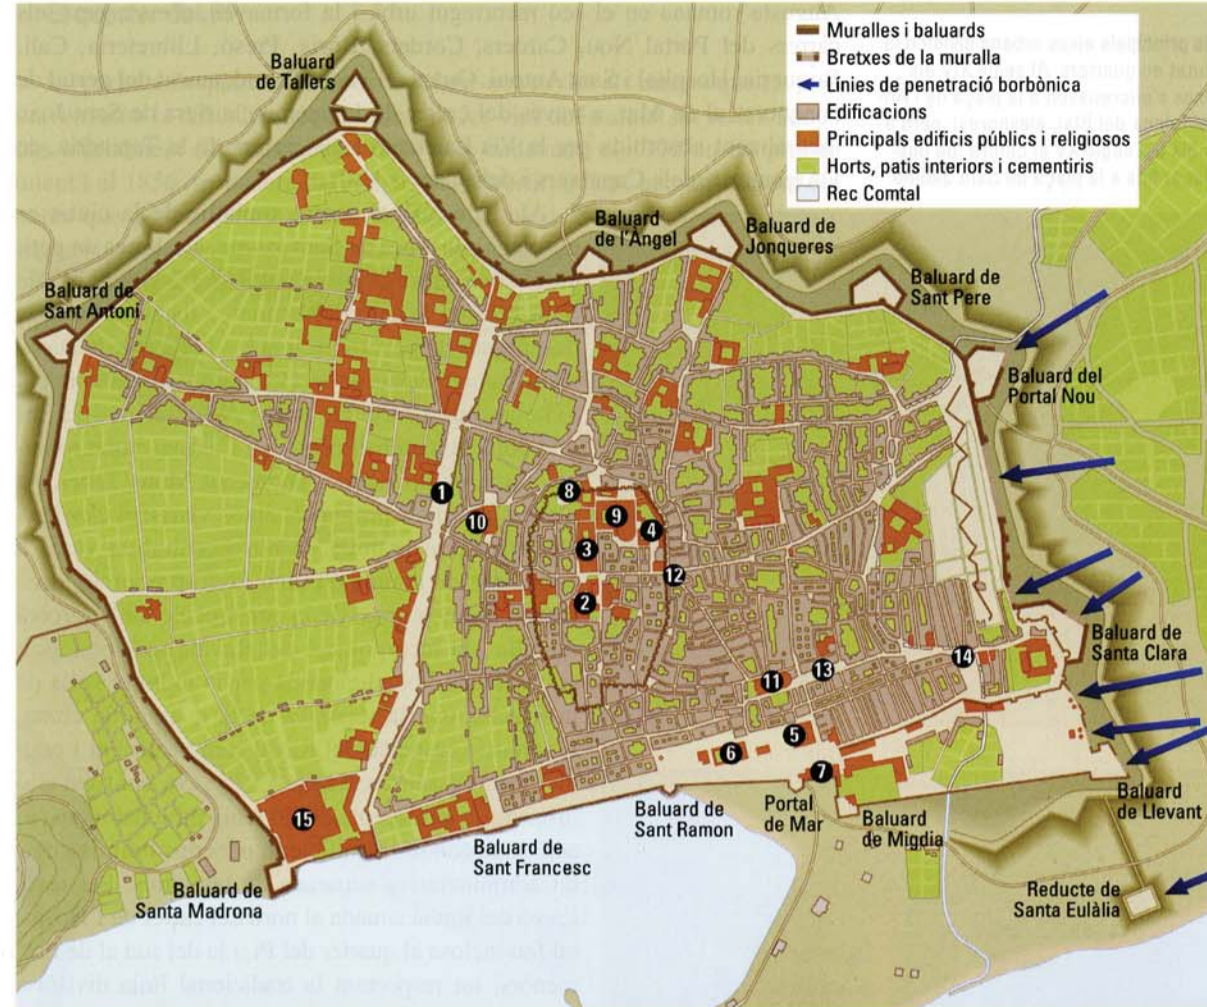 Muralles i baluards
Bretxes de la muralla
Línies de penetració borbònica
Edificacions
Principals edificis públics i religiosos
Horts, patis interiors i cementiris
Rec Comtal
Baluard
de Tallers
Baluard
de l'Àngel
Baluard de
Jonqueres
Baluard de
Sant Pere
Baluard de
Sant Antoni
Baluard del
Portal Nou
1
8
10
9
4
3
12
2
Baluard de
Santa Clara
14
13
11
5
6
7
15
Baluard de
Sant Ramon
Portal
de Mar
Baluard
de Migdia
Baluard
de Llevant
Baluard de
Sant Francesc
Baluard de
Santa Madrona
Reducte de
Santa Eulàlia